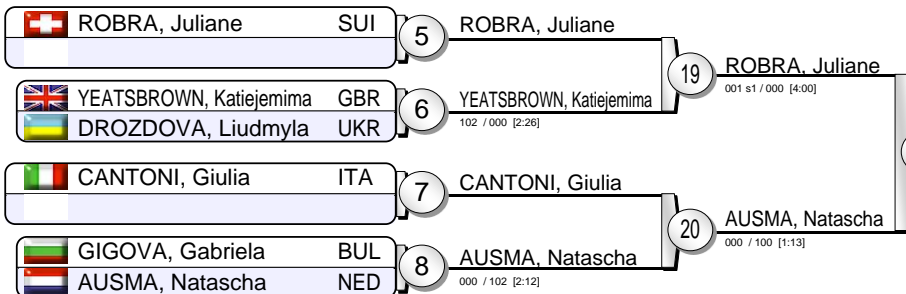 ROBRA, Juliane SUI
5
ROBRA, Juliane
19
ROBRA, Juliane
001 s1 / 000 [4:00]
YEATSBROWN, Katiejemima GBR
DROZDOVA, Liudmyla UKR
6
YEATSBROWN, Katiejemima
102 / 000 [2:26]
CANTONI, Giulia ITA
7
CANTONI, Giulia
20
AUSMA, Natascha
000 / 100 [1:13]
GIGOVA, Gabriela BUL
AUSMA, Natascha NED
8
AUSMA, Natascha
000 / 102 [2:12]